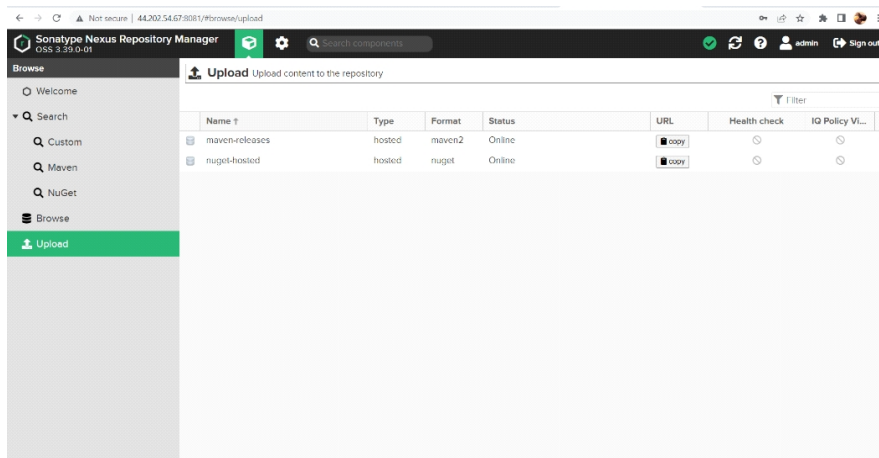 Not secure | 44.202.54.67:8081/#browse/upload
Sonatype Nexus Repository Manager
OSS 3.39.0-01
Search components
admin
Sign out
Browse
Welcome
Search
Custom
Maven
NuGet
Browse
Upload
Upload Upload content to the repository
Filter
Name ↑ Type Format Status URL Health check IQ Policy Vi...
maven-releases hosted maven2 Online copy
nuget-hosted hosted nuget Online copy